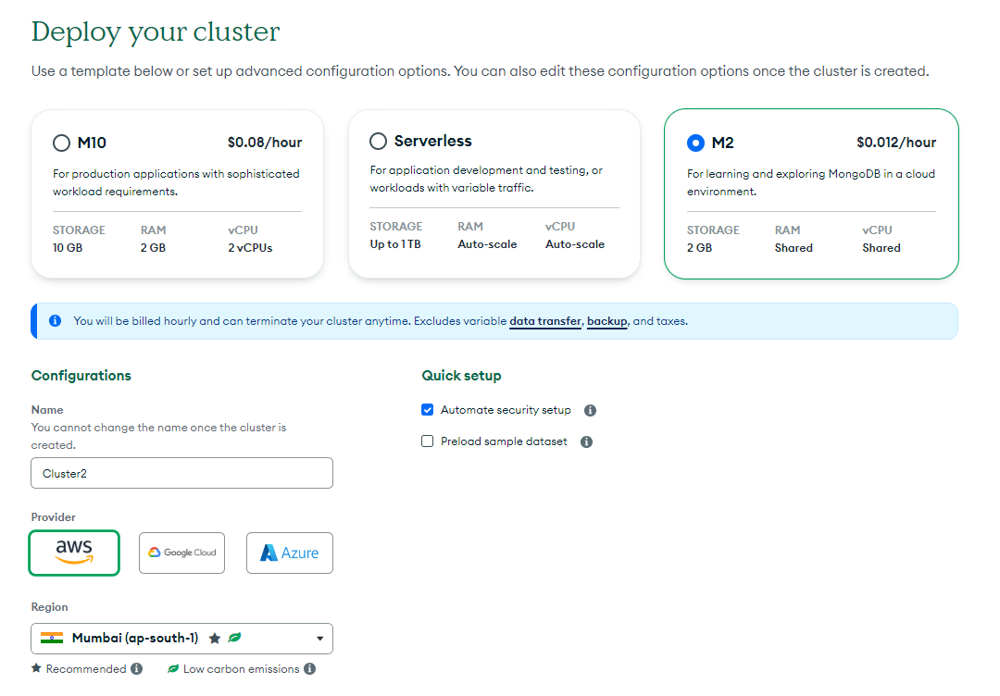 Deploy your cluster
Use a template below or set up advanced configuration options. You can also edit these configuration options once the cluster is created.
M10 $0.08/hour
For production applications with sophisticated
workload requirements.
STORAGE RAM vCPU
10 GB 2 GB 2 vCPUs
Serverless
For application development and testing, or
workloads with variable traffic.
STORAGE RAM vCPU
Up to 1 TB Auto-scale Auto-scale
M2 $0.012/hour
For learning and exploring MongoDB in a cloud
environment.
STORAGE RAM vCPU
2 GB Shared Shared
You will be billed hourly and can terminate your cluster anytime. Excludes variable data transfer, backup, and taxes.
Configurations
Name
You cannot change the name once the cluster is
created.
Cluster2
Provider
aws Google Cloud Azure
Region
Mumbai (ap-south-1)
Recommended Low carbon emissions
Quick setup
Automate security setup
Preload sample dataset